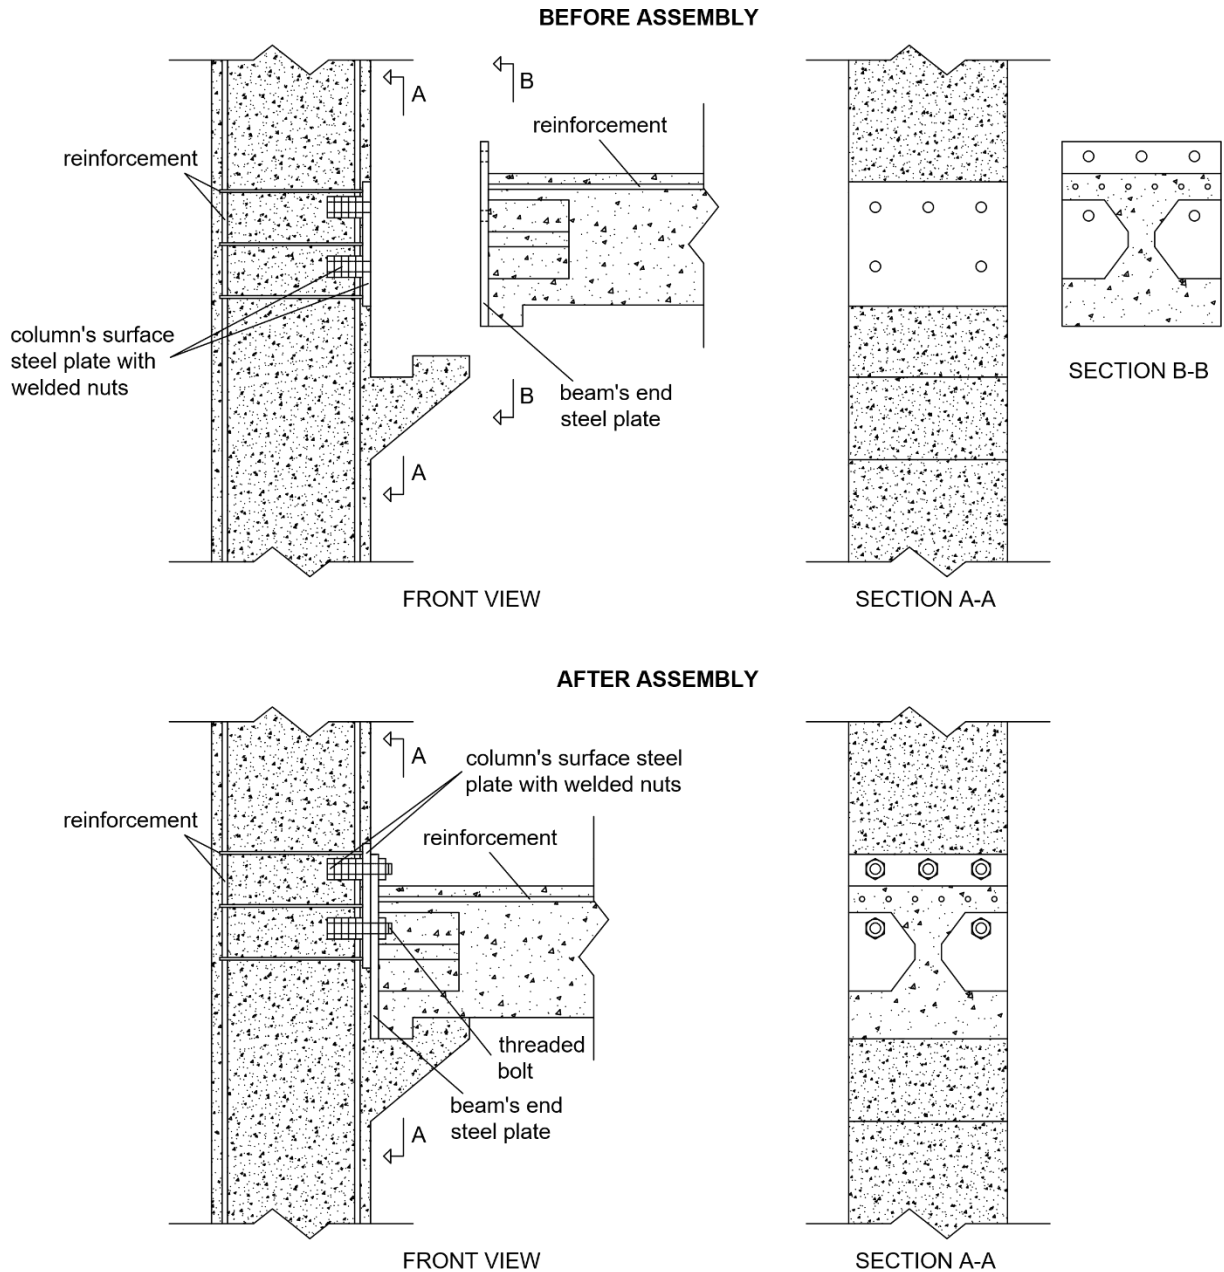 BEFORE ASSEMBLY
A
B
reinforcement
reinforcement
column's surface
steel plate with
welded nuts
beam's end
steel plate
B
A
SECTION B-B
FRONT VIEW
SECTION A-A
AFTER ASSEMBLY
A
column's surface steel
plate with welded nuts
reinforcement
reinforcement
threaded
bolt
beam's end
steel plate
A
FRONT VIEW
SECTION A-A